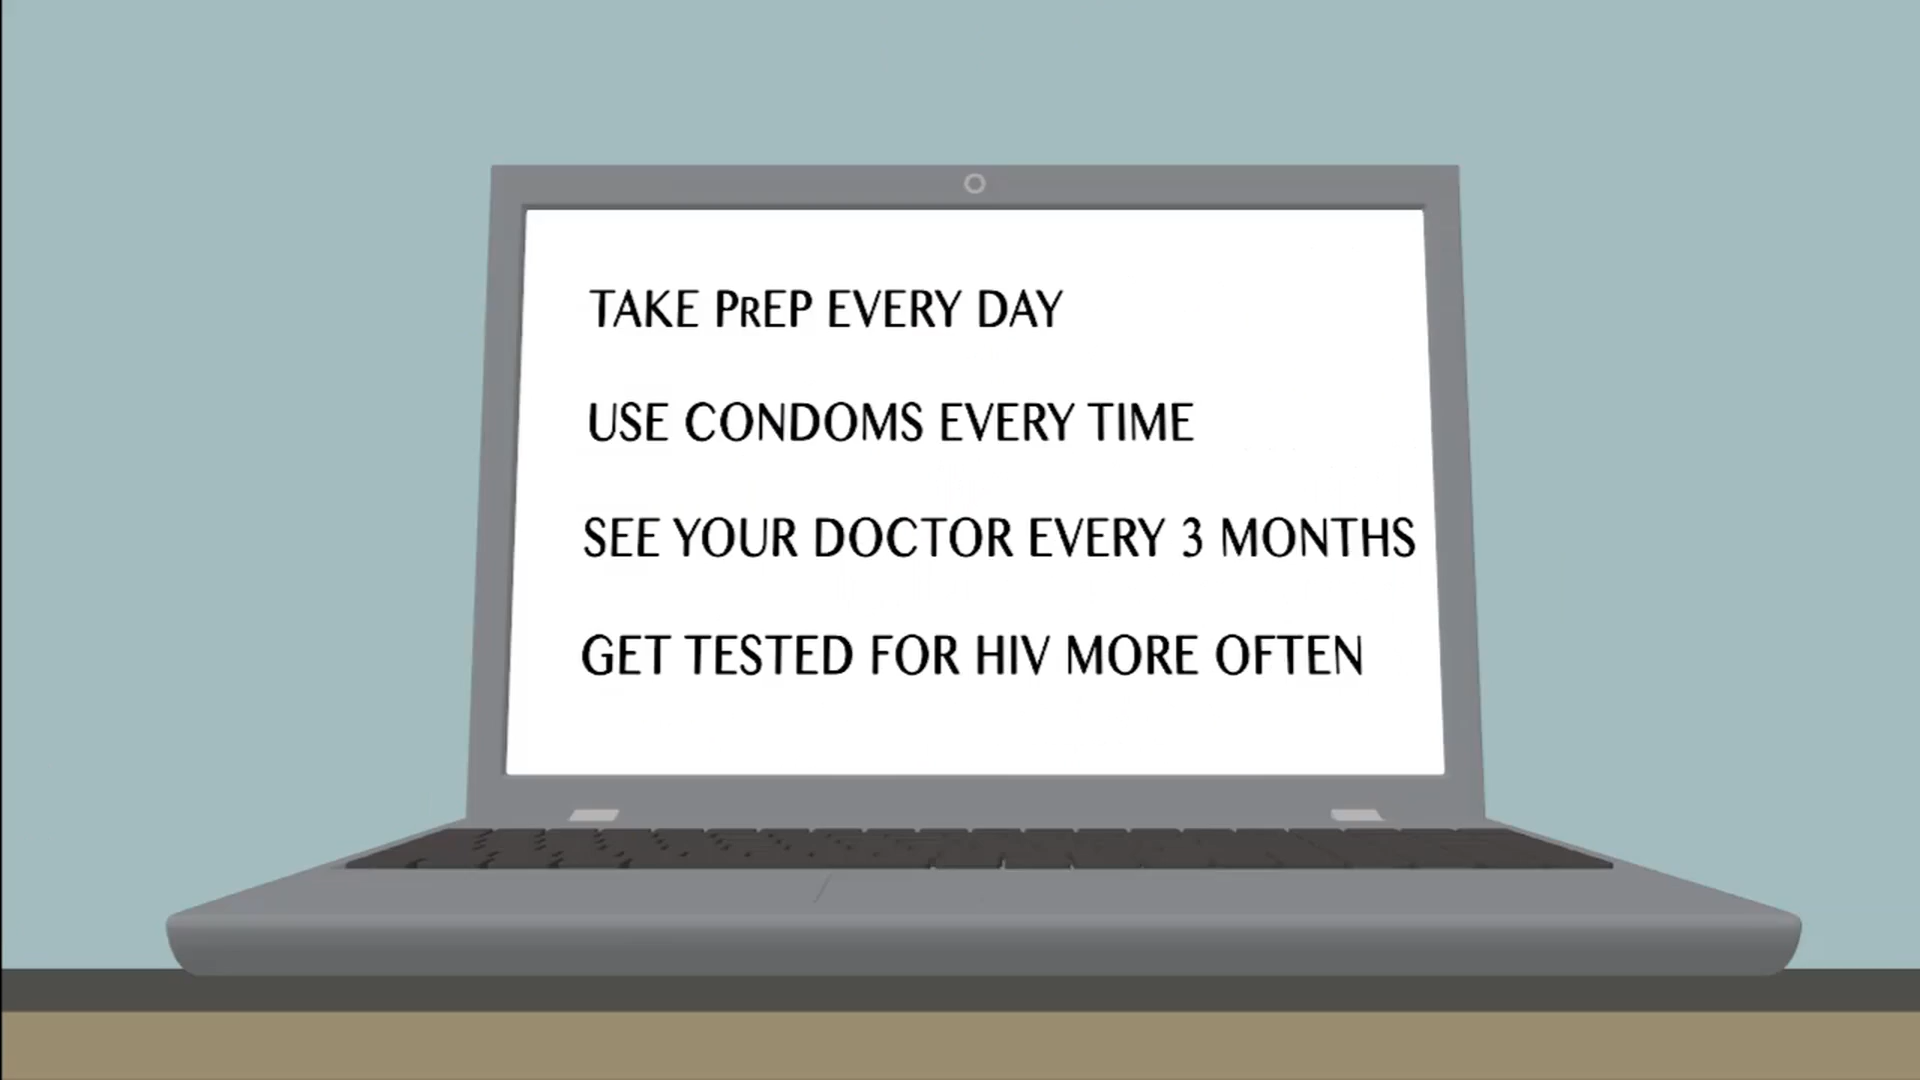 TAKE PrEP EVERY DAY
USE CONDOMS EVERY TIME
SEE YOUR DOCTOR EVERY 3 MONTHS
GET TESTED FOR HIV MORE OFTEN